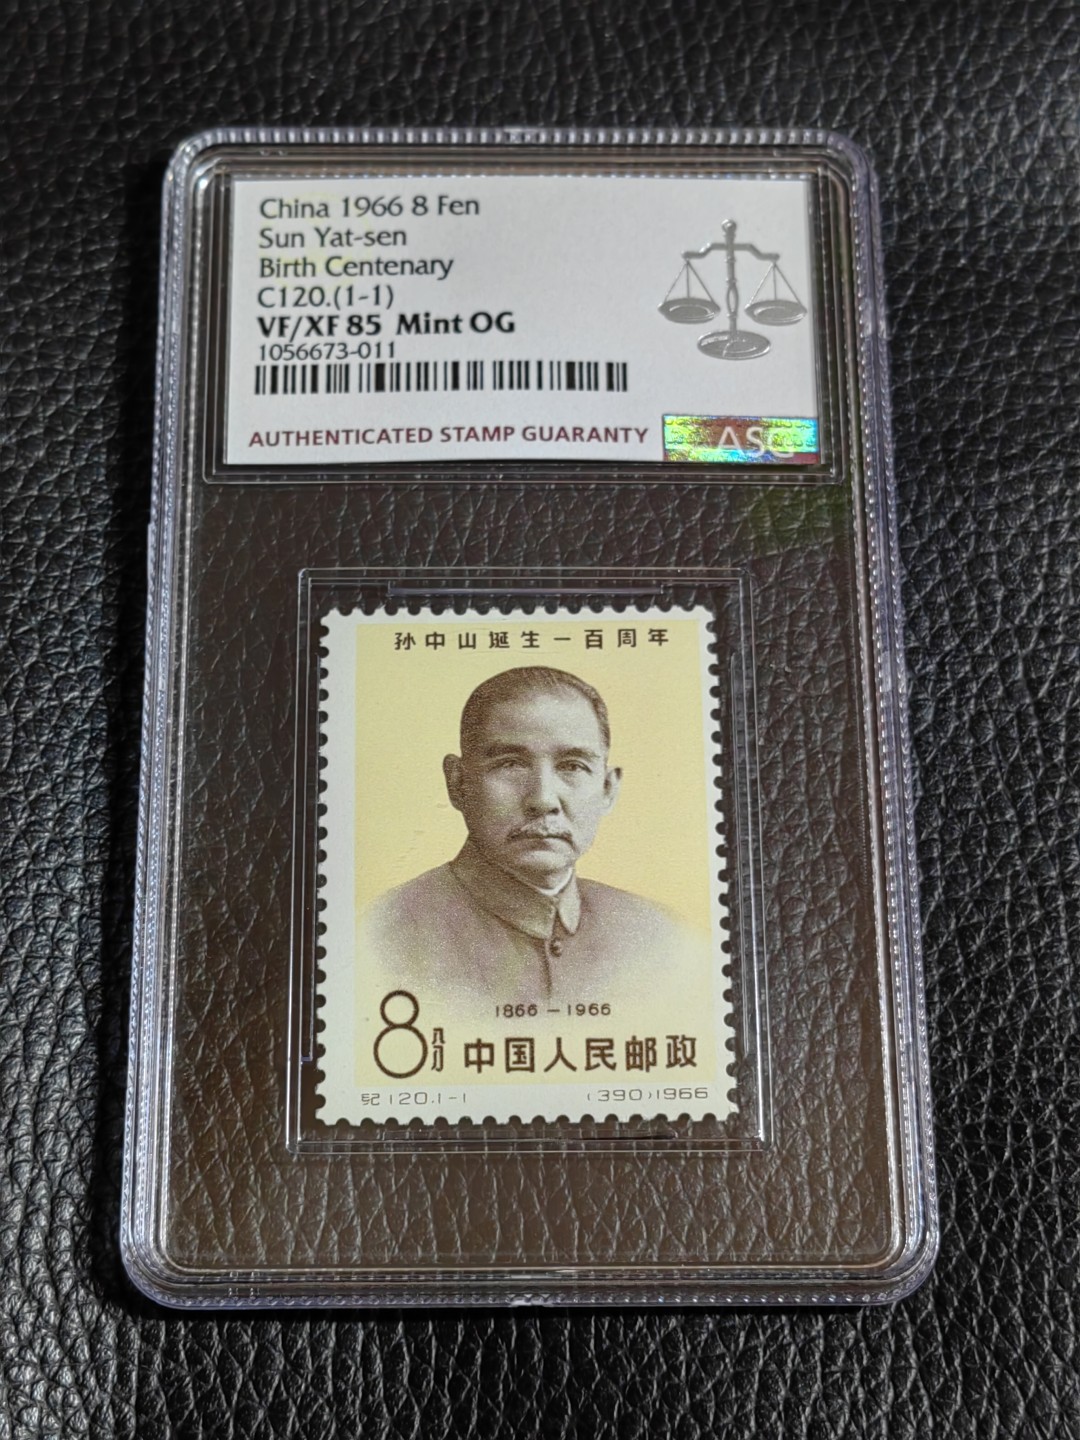 China 1966 8 Fen
Sun Yat-sen
Birth Centenary
C120.(1-1)
VF/XF 85 Mint OG
1056673-011
AUTHENTICATED STAMP GUARANTY
ASG
孙中山诞生一百周年
1866－1966
8分 中国人民邮政
纪120.1-1 (390)1966